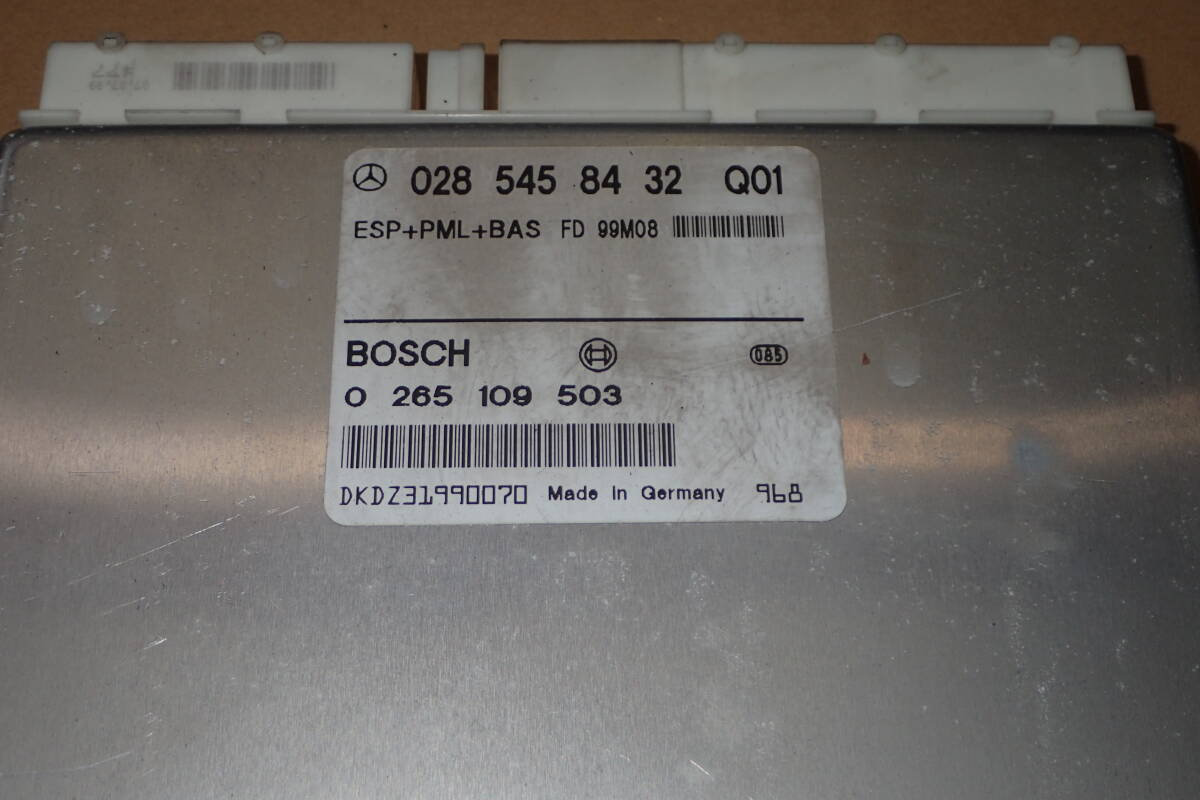 028 545 84 32 Q01
ESP+PML+BAS FD 99M08
BOSCH
085
0 265 109 503
DKDZ31990070 Made in Germany 968